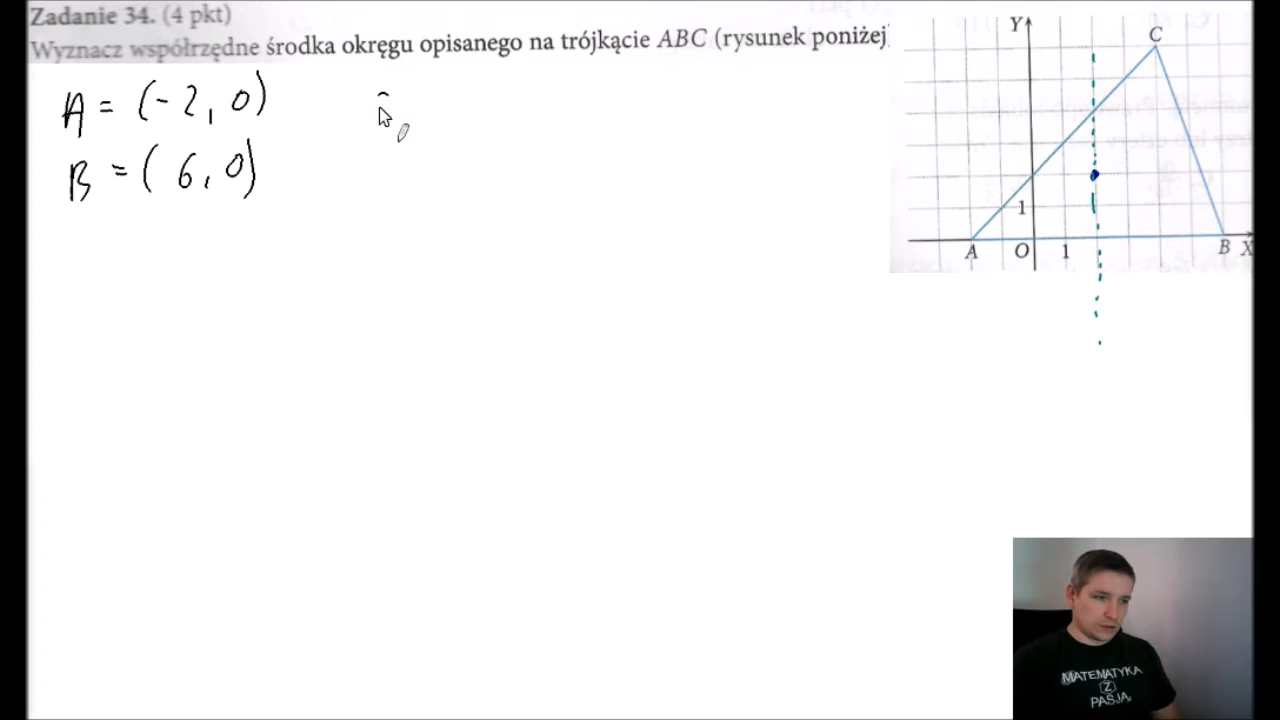 Zadanie 34. (4 pkt)
Wyznacz współrzędne środka okręgu opisanego na trójkącie ABC (rysunek poniżej
A = (-2, 0)
B = (6, 0)
Y
C
1
A
O
1
B
X
MATEMATYKA
Z
PASJĄ